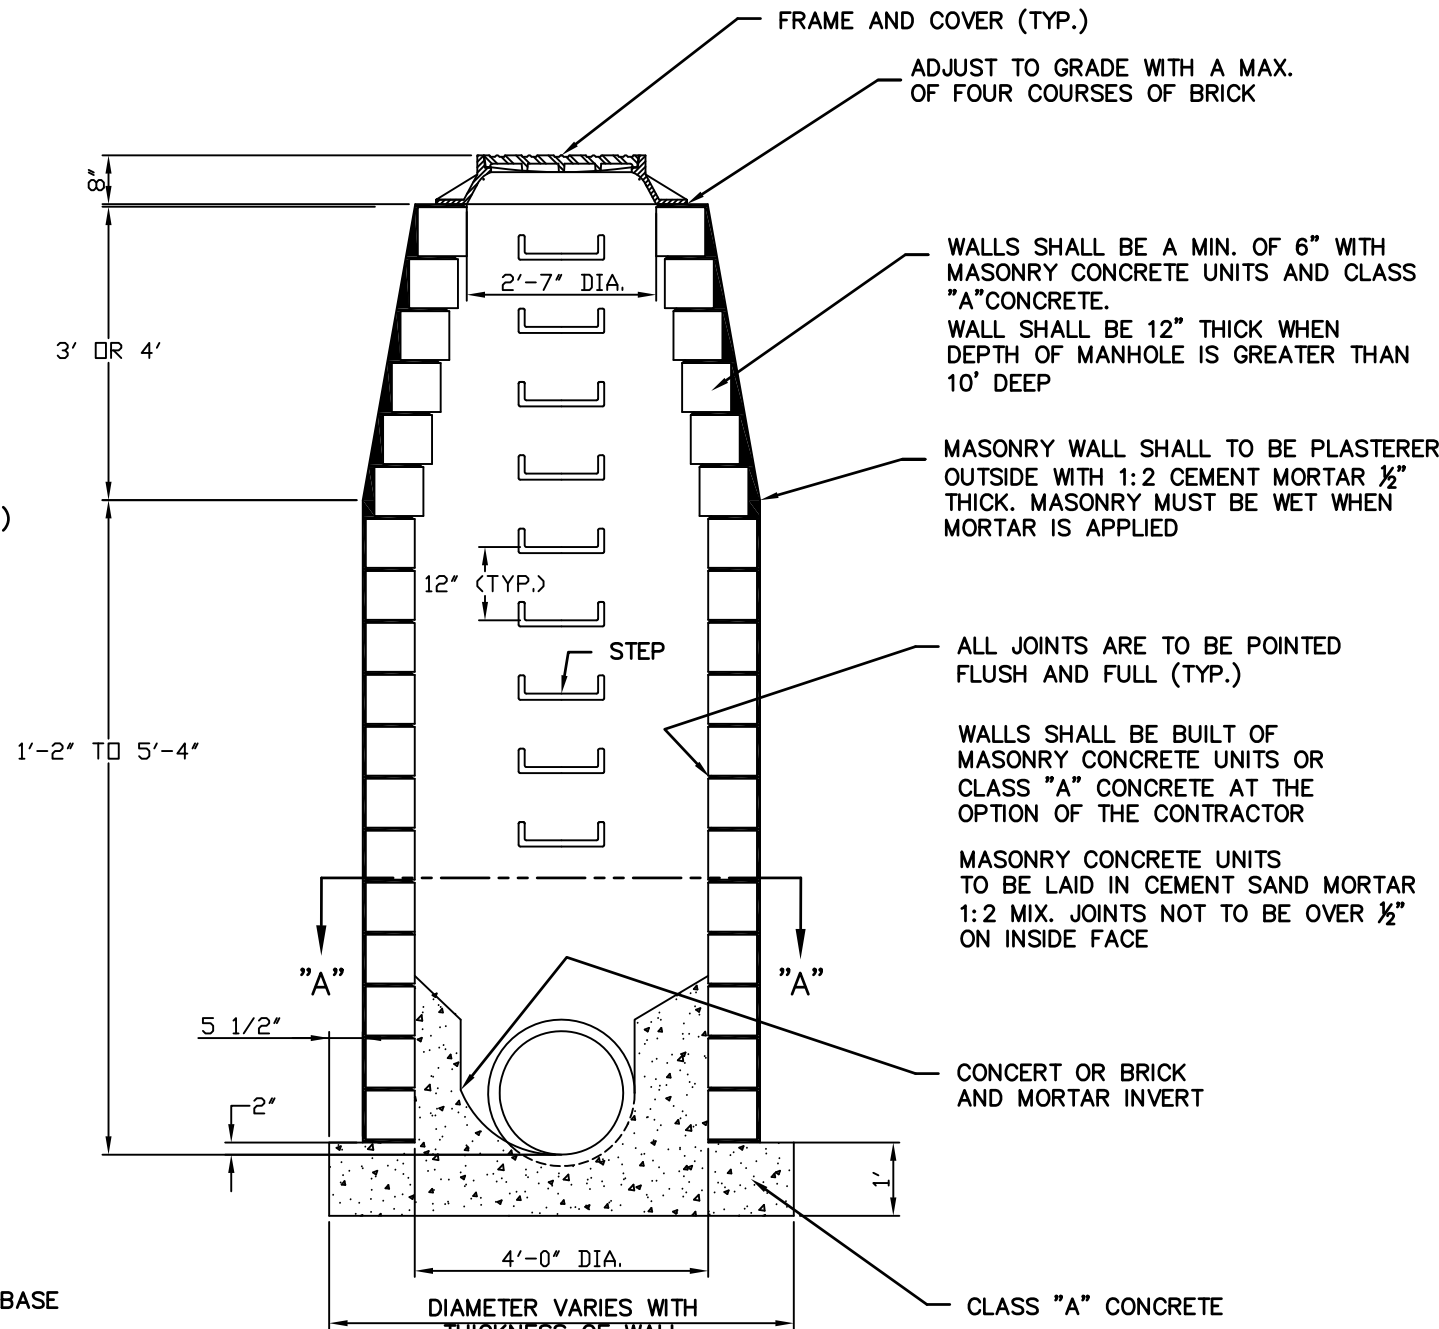 FRAME AND COVER (TYP.)
ADJUST TO GRADE WITH A MAX.
OF FOUR COURSES OF BRICK
8"
WALLS SHALL BE A MIN. OF 6" WITH
MASONRY CONCRETE UNITS AND CLASS
"A"CONCRETE.
WALL SHALL BE 12" THICK WHEN
DEPTH OF MANHOLE IS GREATER THAN
10' DEEP
2'-7" DIA.
3' OR 4'
MASONRY WALL SHALL TO BE PLASTERER
OUTSIDE WITH 1:2 CEMENT MORTAR ½"
THICK. MASONRY MUST BE WET WHEN
MORTAR IS APPLIED
)
12" (TYP.)
STEP
ALL JOINTS ARE TO BE POINTED
FLUSH AND FULL (TYP.)
1'-2" TO 5'-4"
WALLS SHALL BE BUILT OF
MASONRY CONCRETE UNITS OR
CLASS "A" CONCRETE AT THE
OPTION OF THE CONTRACTOR
MASONRY CONCRETE UNITS
TO BE LAID IN CEMENT SAND MORTAR
1:2 MIX. JOINTS NOT TO BE OVER ½"
ON INSIDE FACE
"A"
"A"
5 1/2"
CONCERT OR BRICK
AND MORTAR INVERT
2"
1'
4'-0" DIA.
BASE
DIAMETER VARIES WITH
THICKNESS OF WALL
CLASS "A" CONCRETE